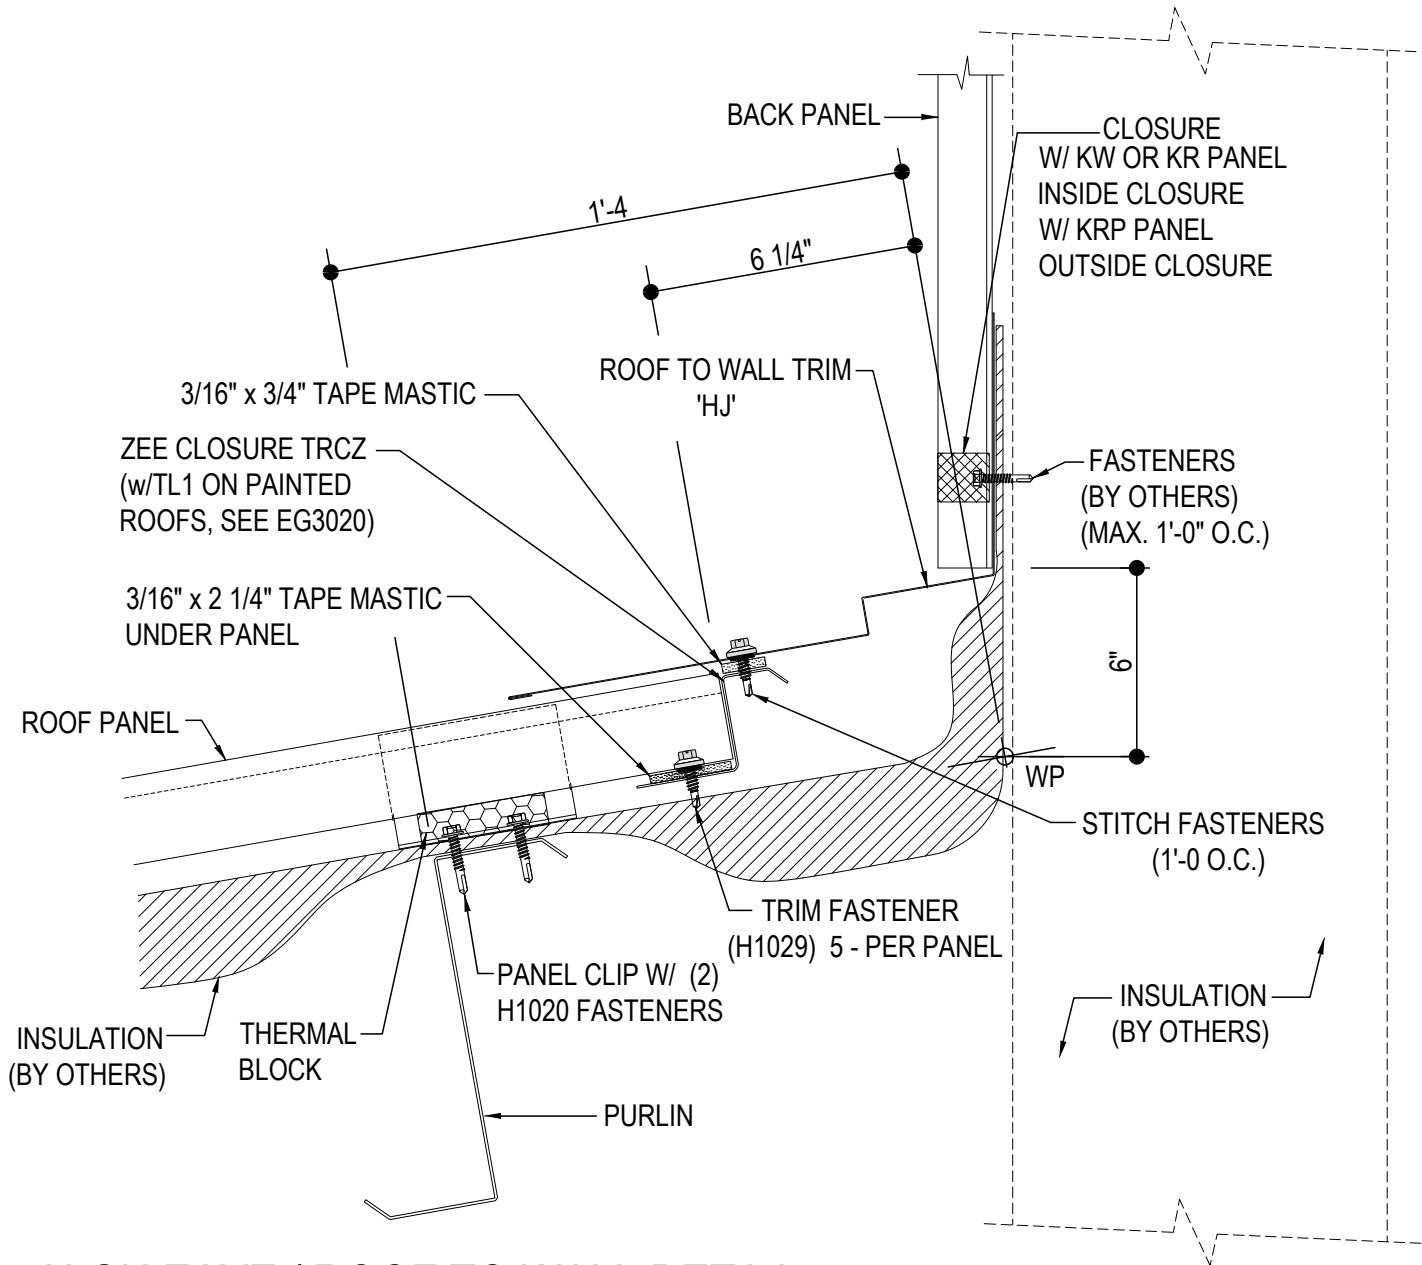 BACK PANEL
CLOSURE
W/ KW OR KR PANEL
INSIDE CLOSURE
W/ KRP PANEL
OUTSIDE CLOSURE
1'-4
6 1/4"
3/16" x 3/4" TAPE MASTIC
ROOF TO WALL TRIM
'HJ'
ZEE CLOSURE TRCZ
(w/TL1 ON PAINTED
ROOFS, SEE EG3020)
FASTENERS
(BY OTHERS)
(MAX. 1'-0" O.C.)
3/16" x 2 1/4" TAPE MASTIC
UNDER PANEL
6"
ROOF PANEL
WP
STITCH FASTENERS
(1'-0 O.C.)
TRIM FASTENER
(H1029) 5 - PER PANEL
PANEL CLIP W/ (2)
H1020 FASTENERS
INSULATION
(BY OTHERS)
THERMAL
BLOCK
INSULATION
(BY OTHERS)
PURLIN